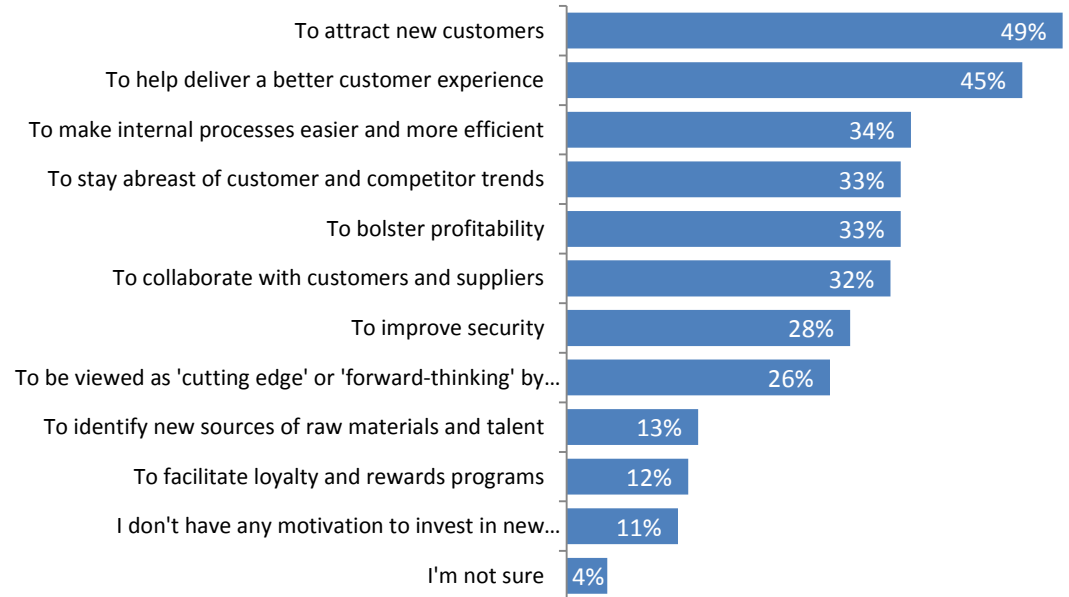 To attract new customers 49%
To help deliver a better customer experience 45%
To make internal processes easier and more efficient 34%
To stay abreast of customer and competitor trends 33%
To bolster profitability 33%
To collaborate with customers and suppliers 32%
To improve security 28%
To be viewed as 'cutting edge' or 'forward-thinking' by... 26%
To identify new sources of raw materials and talent 13%
To facilitate loyalty and rewards programs 12%
I don't have any motivation to invest in new... 11%
I'm not sure 4%